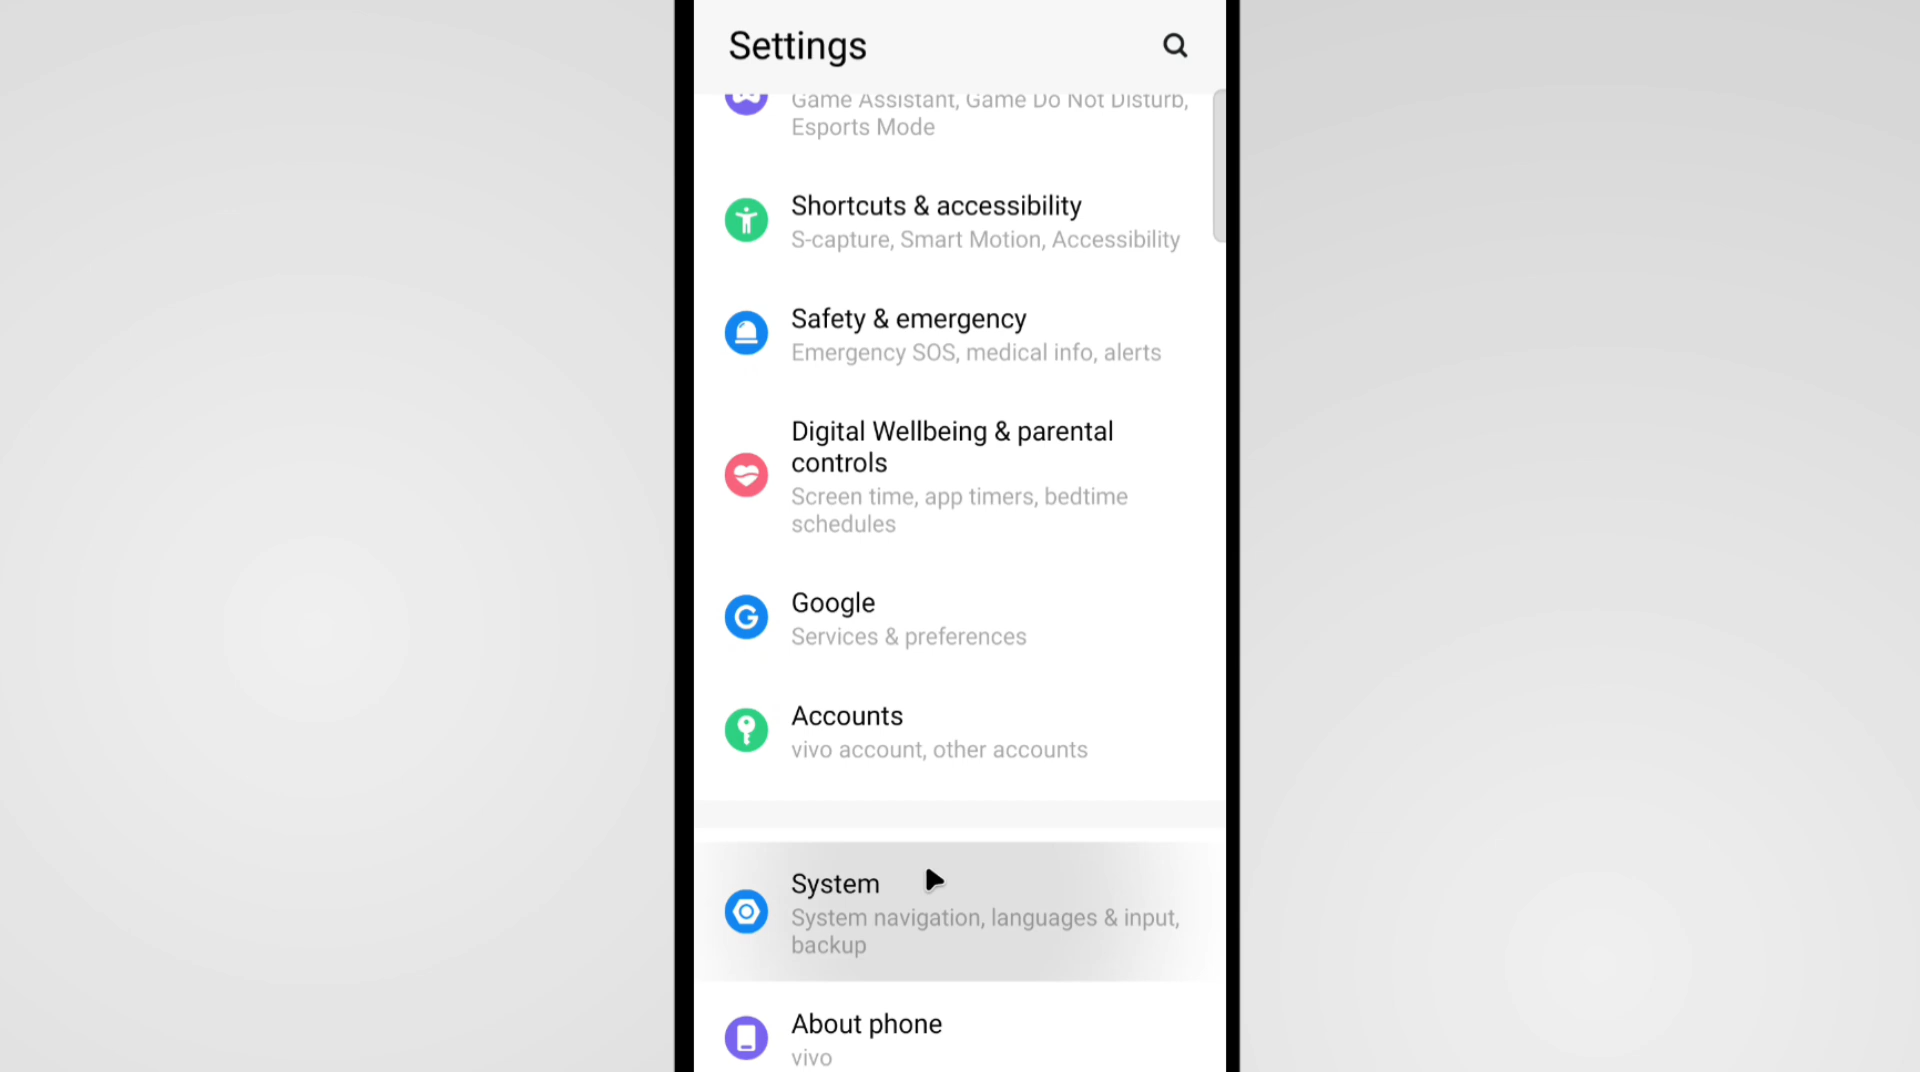 Settings
Game Assistant, Game Do Not Disturb,
Esports Mode
Shortcuts & accessibility
S-capture, Smart Motion, Accessibility
Safety & emergency
Emergency SOS, medical info, alerts
Digital Wellbeing & parental
controls
Screen time, app timers, bedtime
schedules
Google
Services & preferences
Accounts
vivo account, other accounts
System
System navigation, languages & input,
backup
About phone
vivo